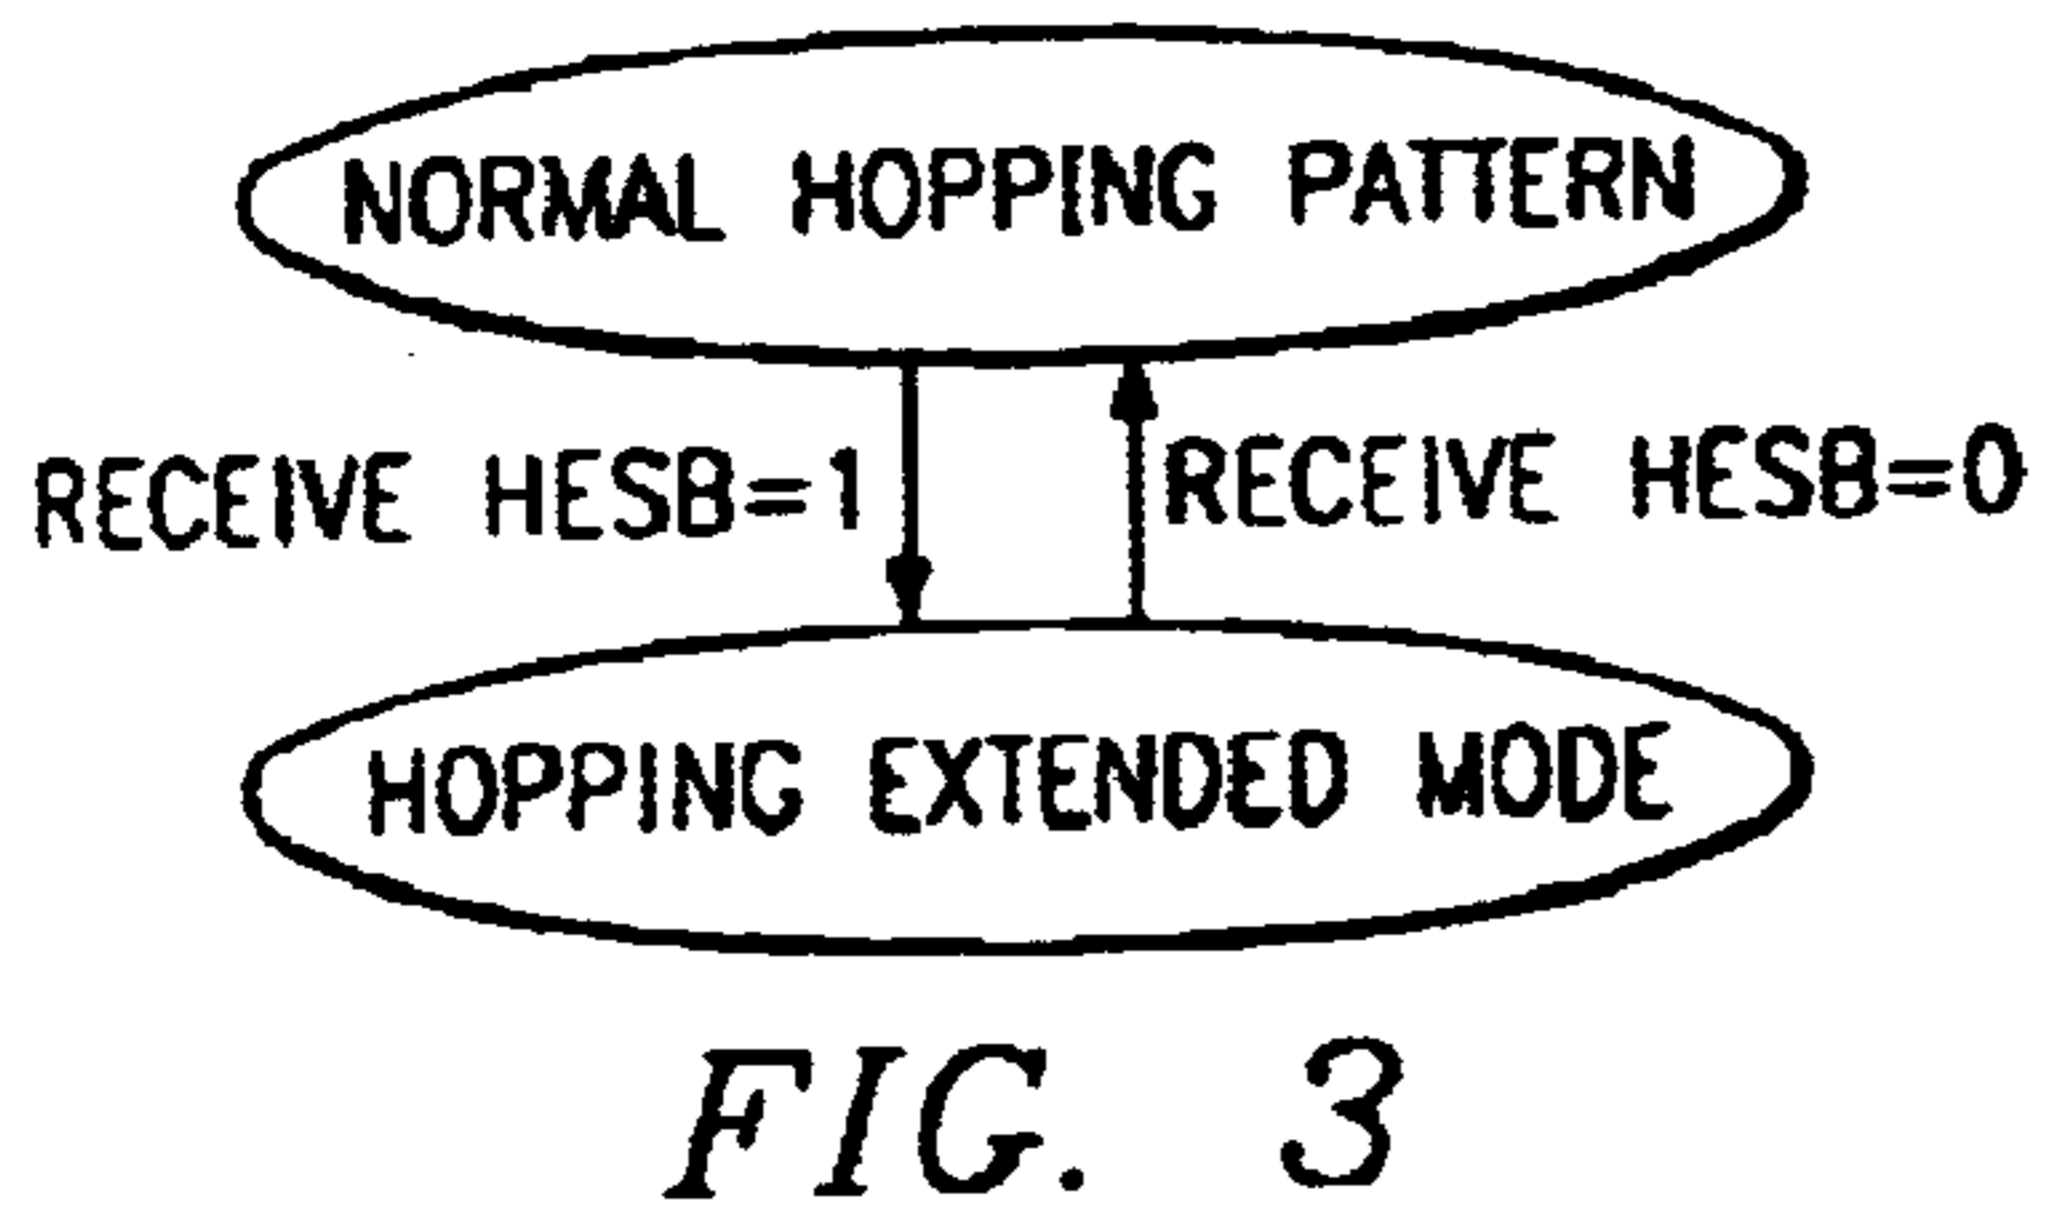 NORMAL HOPPING PATTERN
RECEIVE HESB=1
RECEIVE HESB=0
HOPPING EXTENDED MODE
FIG. 3